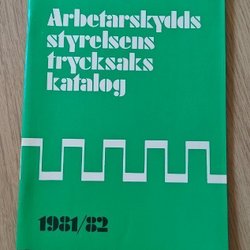 Arbetarskydds
styrelsens
trycksaks
katalog
1981/82